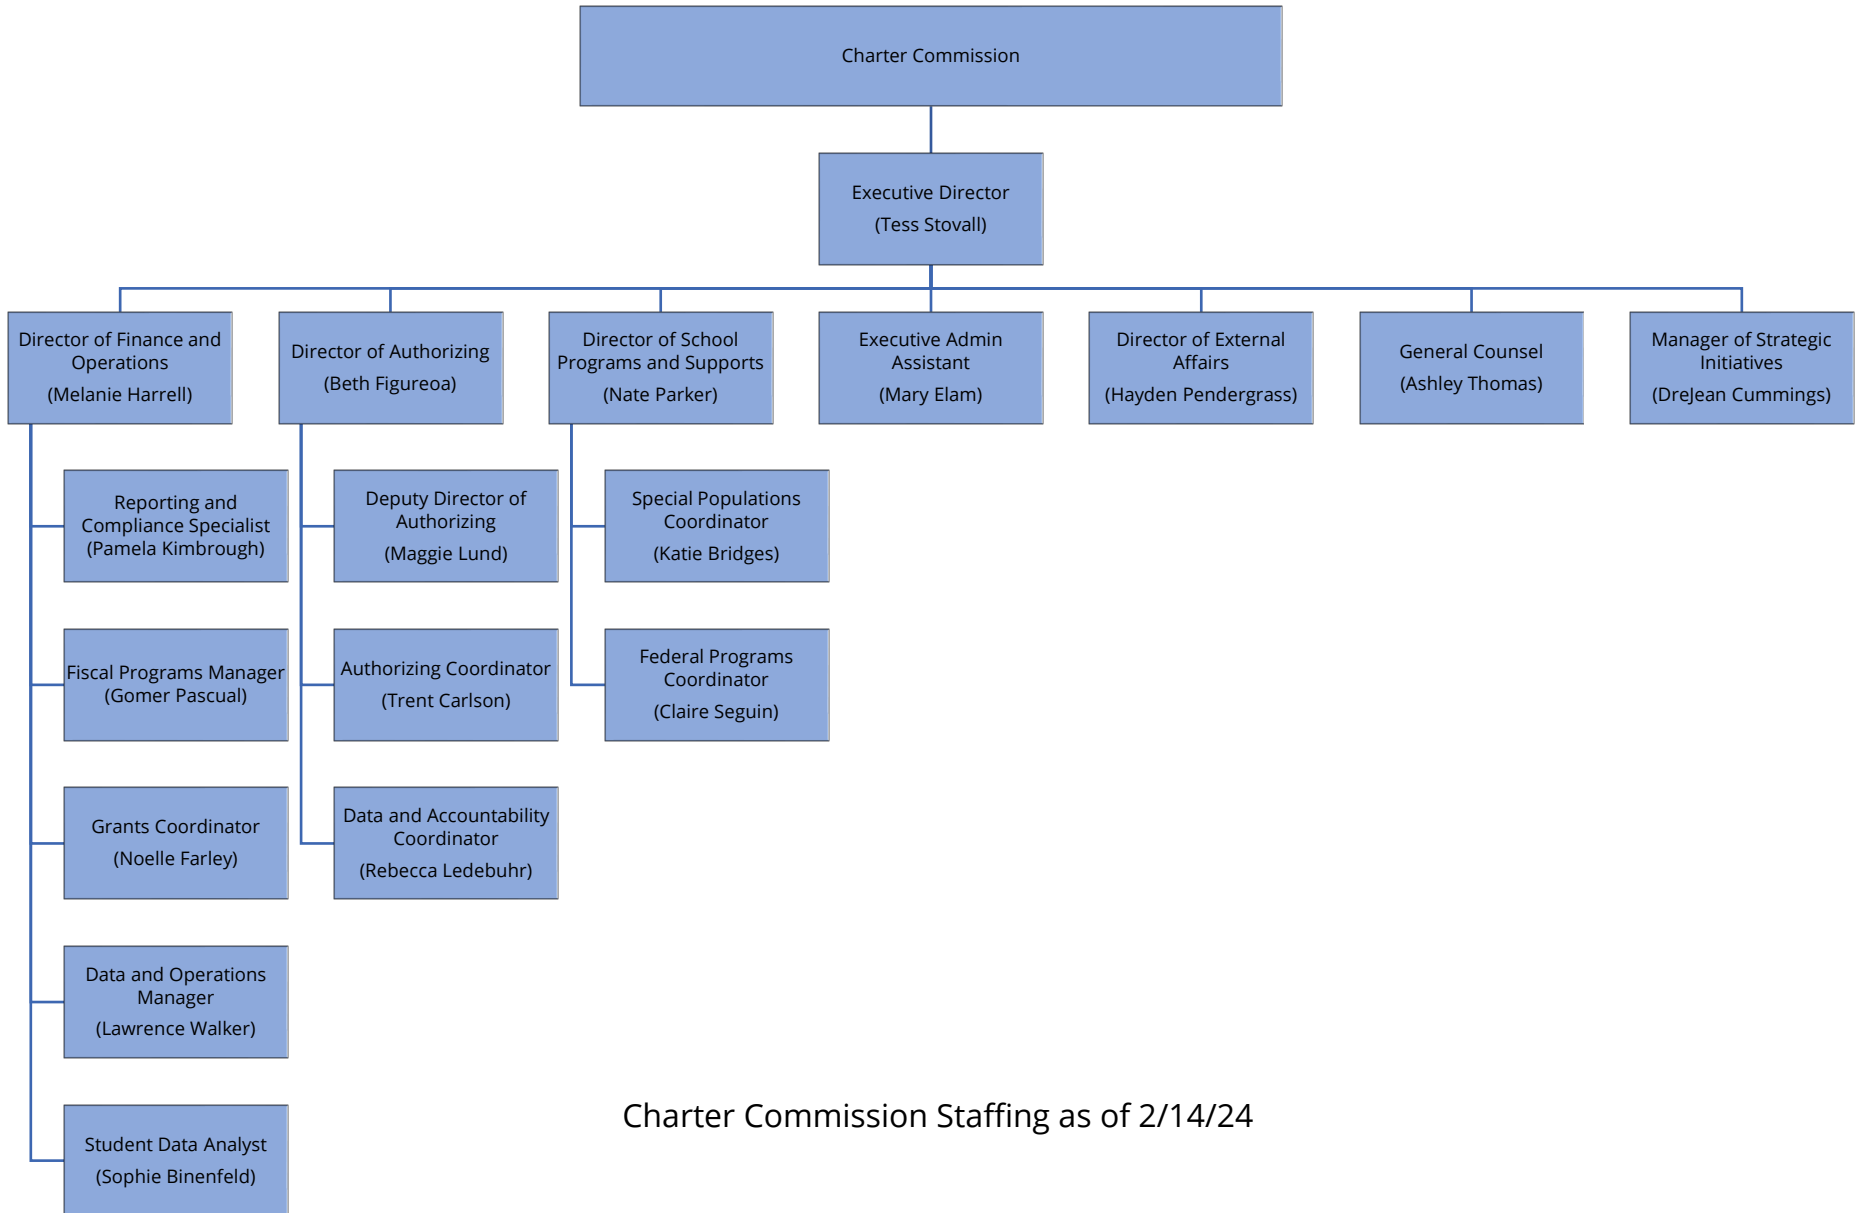 Charter Commission
Executive Director
(Tess Stovall)
Director of Finance and
Operations
(Melanie Harrell)
Director of Authorizing
(Beth Figureoa)
Director of School
Programs and Supports
(Nate Parker)
Executive Admin
Assistant
(Mary Elam)
Director of External
Affairs
(Hayden Pendergrass)
General Counsel
(Ashley Thomas)
Manager of Strategic
Initiatives
(DreJean Cummings)
Reporting and
Compliance Specialist
(Pamela Kimbrough)
Deputy Director of
Authorizing
(Maggie Lund)
Special Populations
Coordinator
(Katie Bridges)
Fiscal Programs Manager
(Gomer Pascual)
Authorizing Coordinator
(Trent Carlson)
Federal Programs
Coordinator
(Claire Seguin)
Grants Coordinator
(Noelle Farley)
Data and Accountability
Coordinator
(Rebecca Ledebuhr)
Data and Operations
Manager
(Lawrence Walker)
Student Data Analyst
(Sophie Binenfeld)
Charter Commission Staffing as of 2/14/24